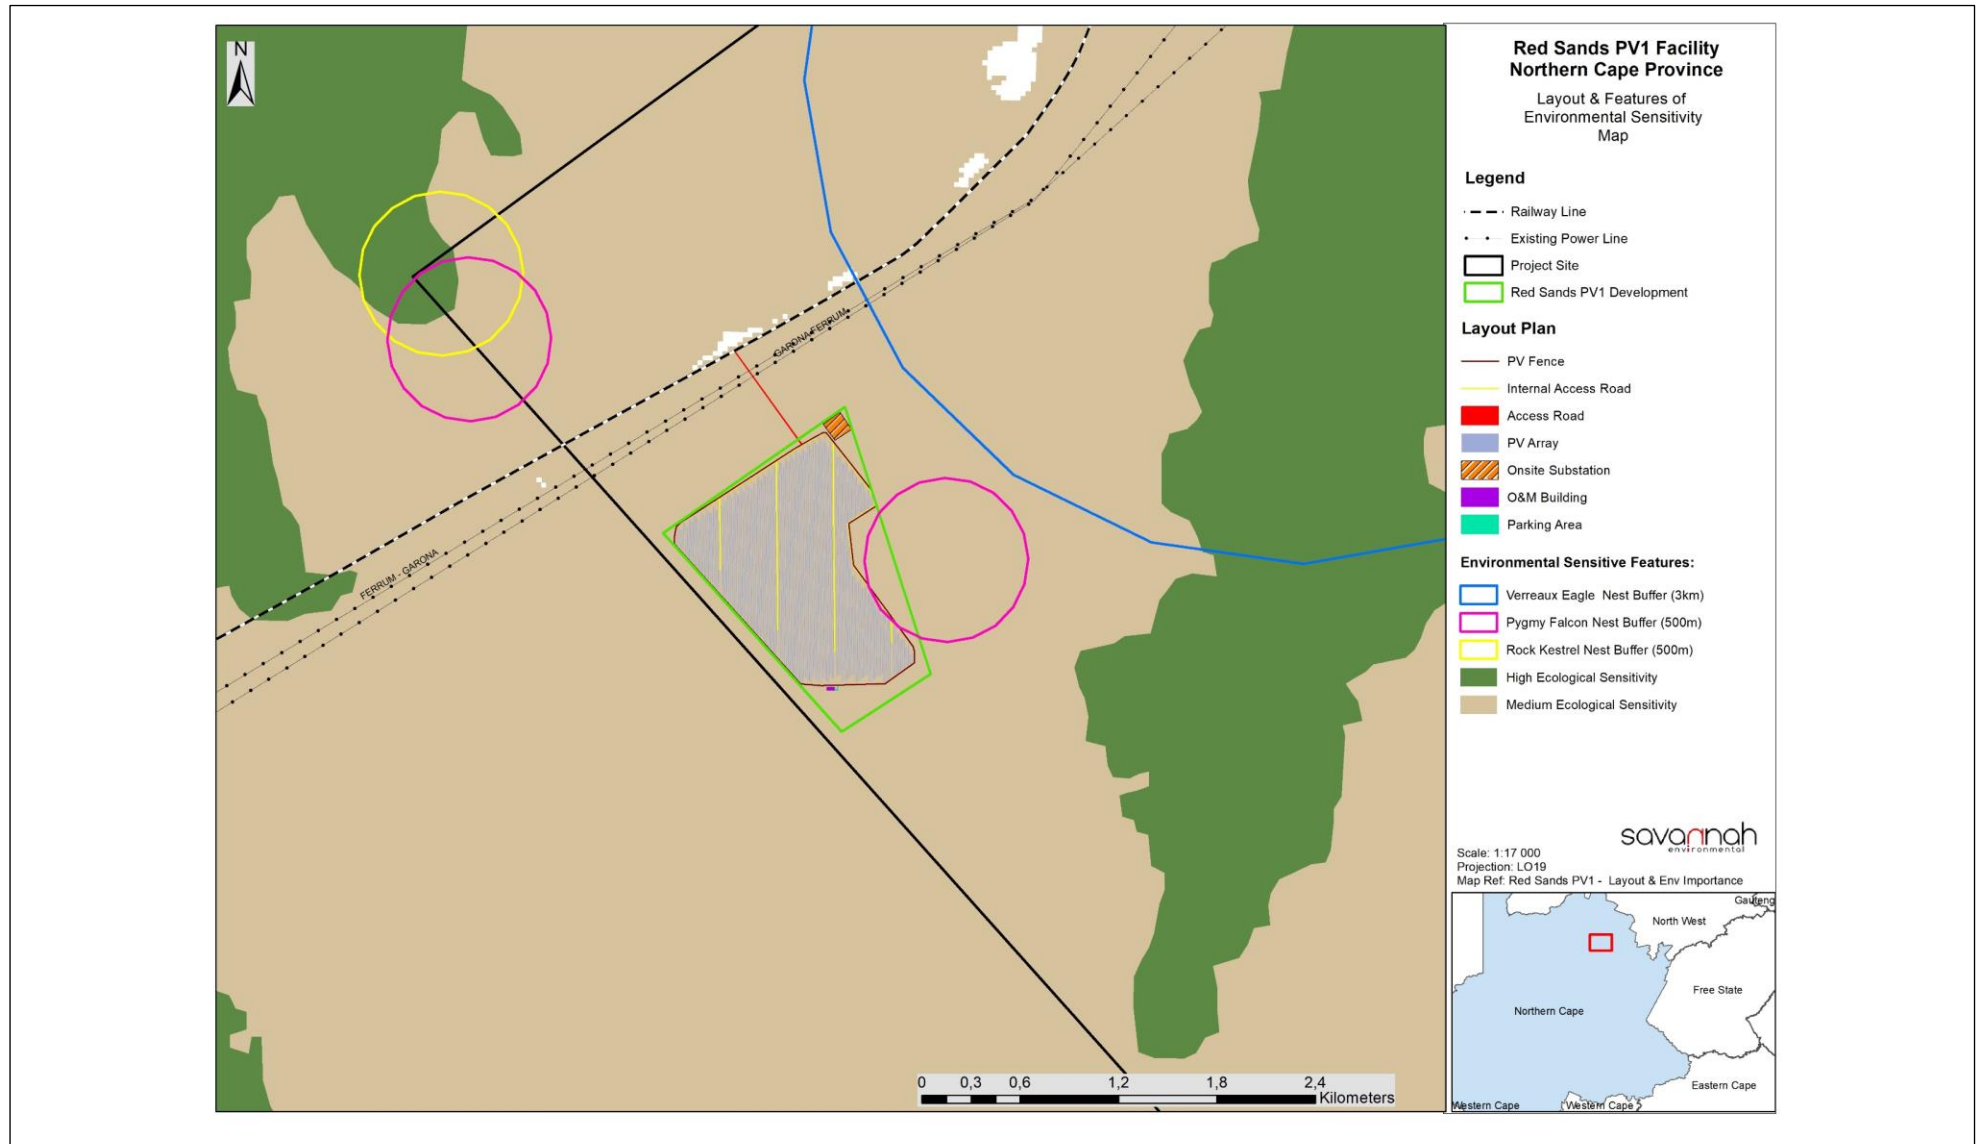 N
GARONA-FERRUM
FERRUM - GARONA
0 0,3 0,6 1,2 1,8 2,4
Kilometers
Red Sands PV1 Facility
Northern Cape Province
Layout & Features of
Environmental Sensitivity
Map
Legend
Railway Line
Existing Power Line
Project Site
Red Sands PV1 Development
Layout Plan
PV Fence
Internal Access Road
Access Road
PV Array
Onsite Substation
O&M Building
Parking Area
Environmental Sensitive Features:
Verreaux Eagle Nest Buffer (3km)
Pygmy Falcon Nest Buffer (500m)
Rock Kestrel Nest Buffer (500m)
High Ecological Sensitivity
Medium Ecological Sensitivity
savannah
environmental
Scale: 1:17 000
Projection: LO19
Map Ref: Red Sands PV1 - Layout & Env Importance
Gauteng
North West
Free State
Northern Cape
Eastern Cape
Western Cape
Western Cape